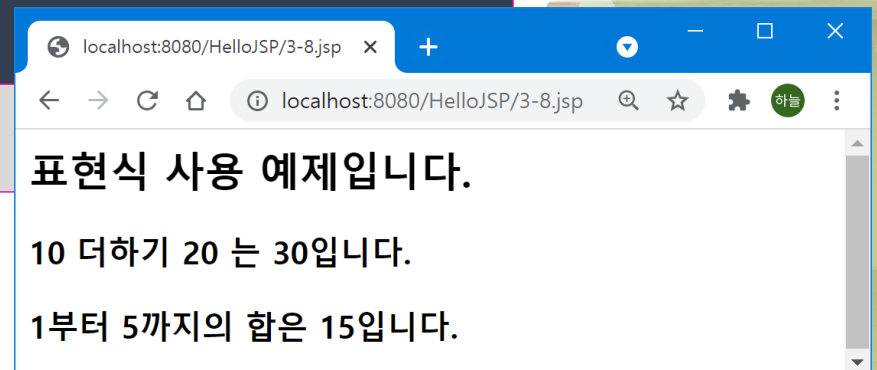 localhost:8080/HelloJSP/3-8.jsp
localhost:8080/HelloJSP/3-8.jsp
하늘
표현식 사용 예제입니다.
10 더하기 20 는 30입니다.
1부터 5까지의 합은 15입니다.